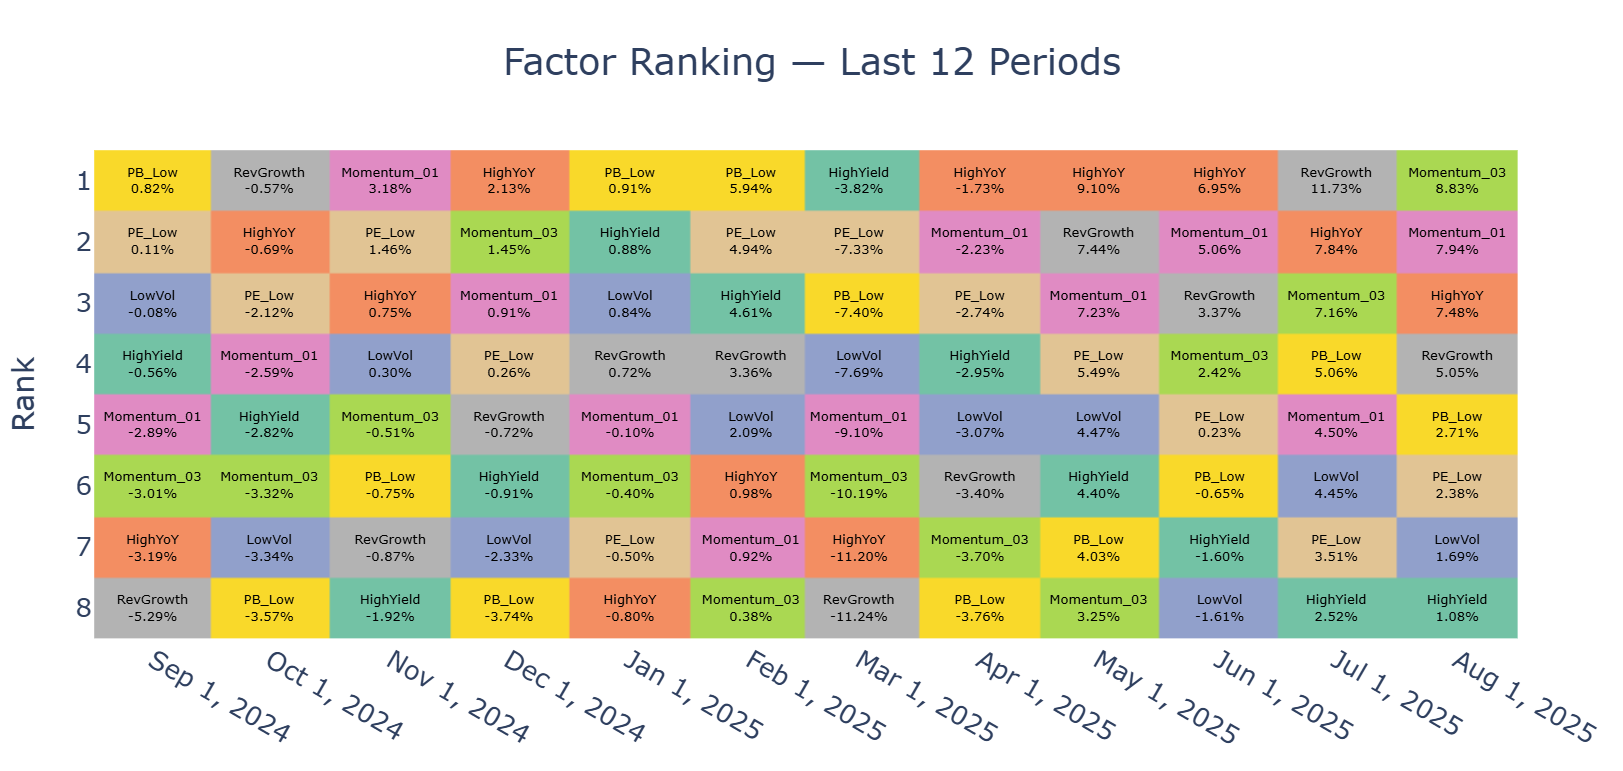 Factor Ranking — Last 12 Periods
Rank
1
PB_Low
0.82%
RevGrowth
-0.57%
Momentum_01
3.18%
HighYoY
2.13%
PB_Low
0.91%
PB_Low
5.94%
HighYield
-3.82%
HighYoY
-1.73%
HighYoY
9.10%
HighYoY
6.95%
RevGrowth
11.73%
Momentum_03
8.83%
2
PE_Low
0.11%
HighYoY
-0.69%
PE_Low
1.46%
Momentum_03
1.45%
HighYield
0.88%
PE_Low
4.94%
PE_Low
-7.33%
Momentum_01
-2.23%
RevGrowth
7.44%
Momentum_01
5.06%
HighYoY
7.84%
Momentum_01
7.94%
3
LowVol
-0.08%
PE_Low
-2.12%
HighYoY
0.75%
Momentum_01
0.91%
LowVol
0.84%
HighYield
4.61%
PB_Low
-7.40%
PE_Low
-2.74%
Momentum_01
7.23%
RevGrowth
3.37%
Momentum_03
7.16%
HighYoY
7.48%
4
HighYield
-0.56%
Momentum_01
-2.59%
LowVol
0.30%
PE_Low
0.26%
RevGrowth
0.72%
RevGrowth
3.36%
LowVol
-7.69%
HighYield
-2.95%
PE_Low
5.49%
Momentum_03
2.42%
PB_Low
5.06%
RevGrowth
5.05%
5
Momentum_01
-2.89%
HighYield
-2.82%
Momentum_03
-0.51%
RevGrowth
-0.72%
Momentum_01
-0.10%
LowVol
2.09%
Momentum_01
-9.10%
LowVol
-3.07%
LowVol
4.47%
PE_Low
0.23%
Momentum_01
4.50%
PB_Low
2.71%
6
Momentum_03
-3.01%
Momentum_03
-3.32%
PB_Low
-0.75%
HighYield
-0.91%
Momentum_03
-0.40%
HighYoY
0.98%
Momentum_03
-10.19%
RevGrowth
-3.40%
HighYield
4.40%
PB_Low
-0.65%
LowVol
4.45%
PE_Low
2.38%
7
HighYoY
-3.19%
LowVol
-3.34%
RevGrowth
-0.87%
LowVol
-2.33%
PE_Low
-0.50%
Momentum_01
0.92%
HighYoY
-11.20%
Momentum_03
-3.70%
PB_Low
4.03%
HighYield
-1.60%
PE_Low
3.51%
LowVol
1.69%
8
RevGrowth
-5.29%
PB_Low
-3.57%
HighYield
-1.92%
PB_Low
-3.74%
HighYoY
-0.80%
Momentum_03
0.38%
RevGrowth
-11.24%
PB_Low
-3.76%
Momentum_03
3.25%
LowVol
-1.61%
HighYield
2.52%
HighYield
1.08%
Sep 1, 2024
Oct 1, 2024
Nov 1, 2024
Dec 1, 2024
Jan 1, 2025
Feb 1, 2025
Mar 1, 2025
Apr 1, 2025
May 1, 2025
Jun 1, 2025
Jul 1, 2025
Aug 1, 2025